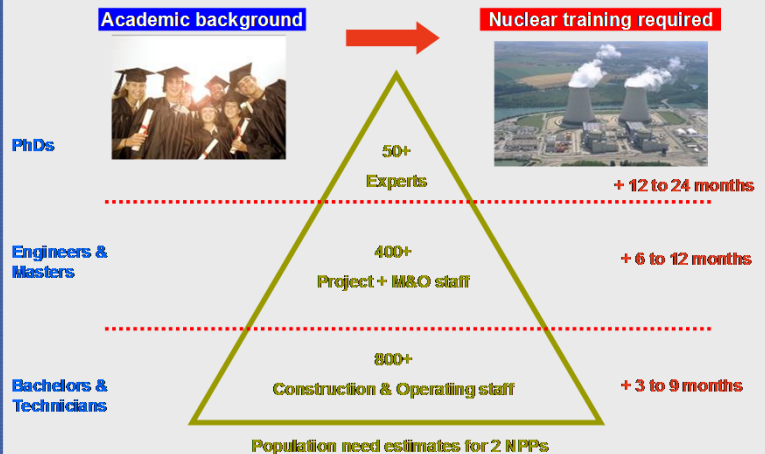 Academic background
Nuclear training required
PhDs
50+
Experts
+ 12 to 24 months
Engineers &
Masters
400+
Project + M&O staff
+ 6 to 12 months
800+
Bachelors &
Technicians
Construction & Operating staff
+ 3 to 9 months
Population need estimates for 2 NPPs